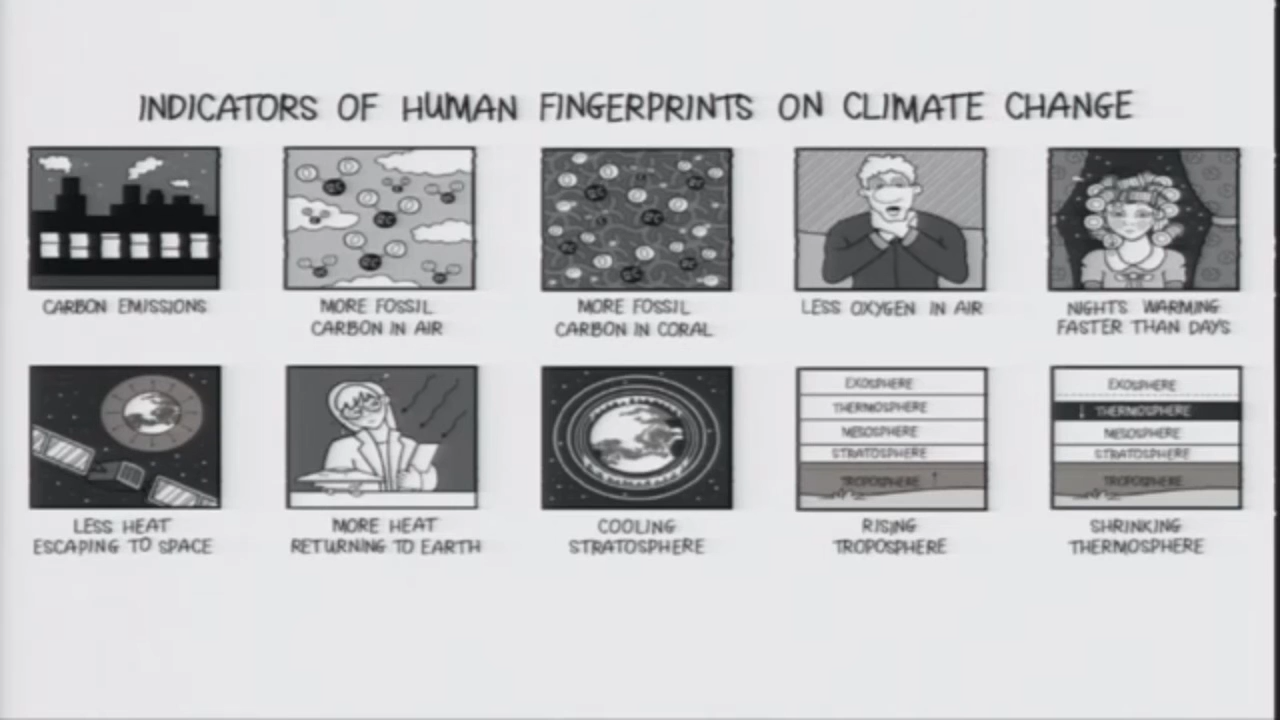 INDICATORS OF HUMAN FINGERPRINTS ON CLIMATE CHANGE
CARBON EMISSIONS
MORE FOSSIL
CARBON IN AIR
MORE FOSSIL
CARBON IN CORAL
LESS OXYGEN IN AIR
NIGHTS WARMING
FASTER THAN DAYS
LESS HEAT
ESCAPING TO SPACE
MORE HEAT
RETURNING TO EARTH
COOLING
STRATOSPHERE
EXOSPHERE
THERMOSPHERE
MESOSPHERE
STRATOSPHERE
TROPOSPHERE
RISING
TROPOSPHERE
EXOSPHERE
THERMOSPHERE
MESOSPHERE
STRATOSPHERE
TROPOSPHERE
SHRINKING
THERMOSPHERE